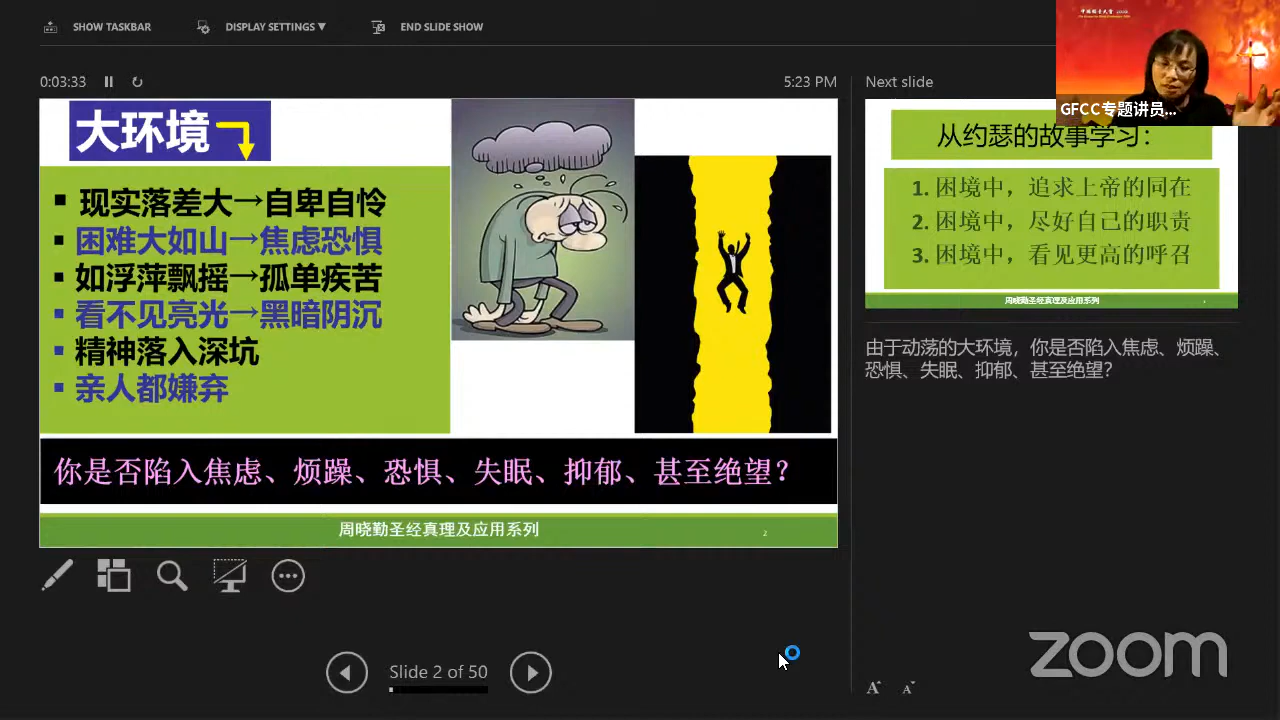 SHOW TASKBAR
DISPLAY SETTINGS ▼
END SLIDE SHOW
0:03:33
5:23 PM
Next slide
GFCC专题讲员...
大环境
现实落差大→自卑自怜
困难大如山→焦虑恐惧
如浮萍飘摇→孤单疾苦
看不见亮光→黑暗阴沉
精神落入深坑
亲人都嫌弃
你是否陷入焦虑、烦躁、恐惧、失眠、抑郁、甚至绝望？
周晓勤圣经真理及应用系列
2
从约瑟的故事学习：
1. 困境中，追求上帝的同在
2. 困境中，尽好自己的职责
3. 困境中，看见更高的呼召
周晓勤圣经真理及应用系列
由于动荡的大环境，你是否陷入焦虑、烦躁、
恐惧、失眠、抑郁、甚至绝望？
Slide 2 of 50
A A
zoom